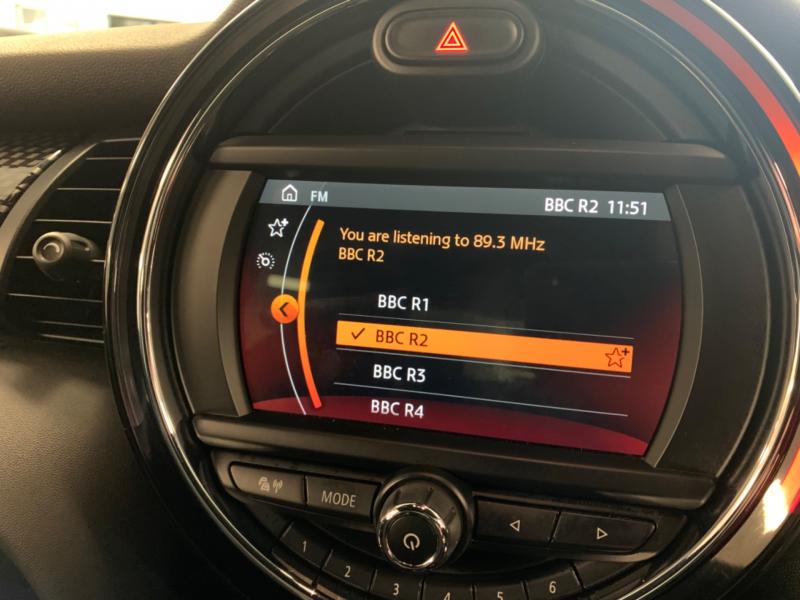 FM
BBC R2 11:51
You are listening to 89.3 MHz
BBC R2
BBC R1
BBC R2
BBC R3
BBC R4
MODE
1
2
3
4
5
6